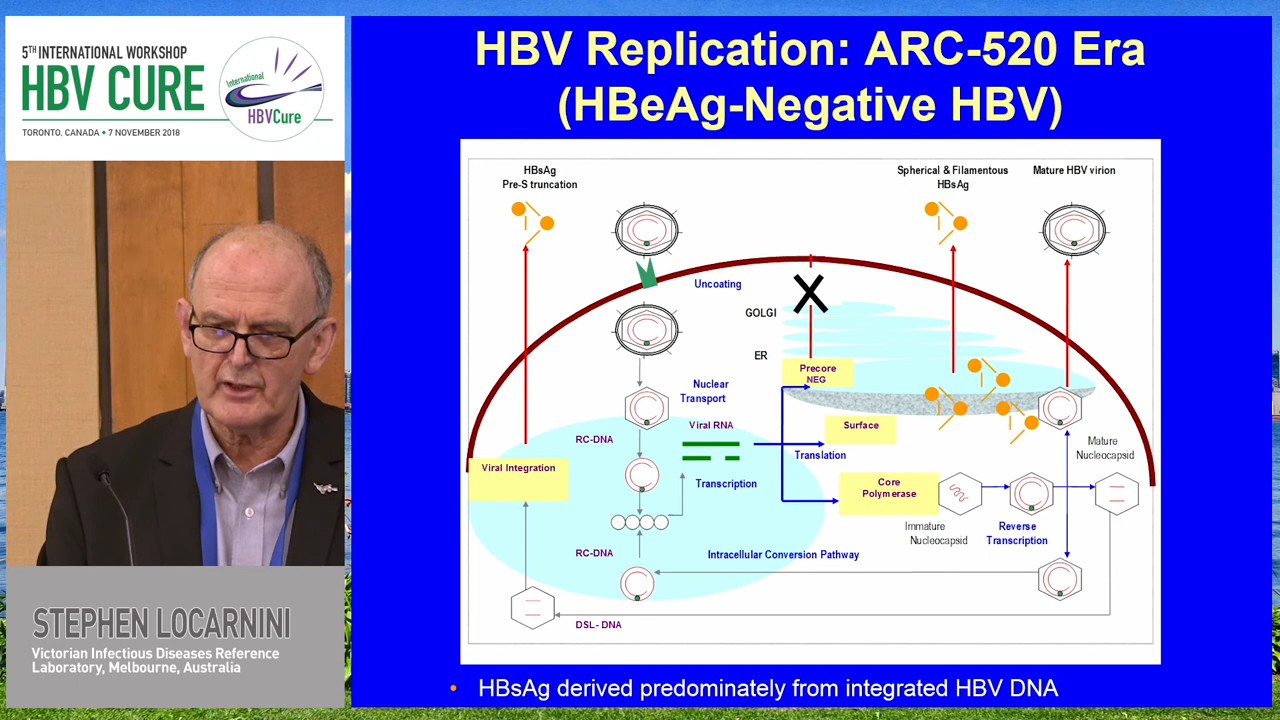 5TH INTERNATIONAL WORKSHOP
HBV CURE
TORONTO, CANADA • 7 NOVEMBER 2018
International
HBVCure
STEPHEN LOCARNINI
Victorian Infectious Diseases Reference
Laboratory, Melbourne, Australia
HBV Replication: ARC-520 Era
(HBeAg-Negative HBV)
HBsAg
Pre-S truncation
Spherical & Filamentous
HBsAg
Mature HBV virion
Uncoating
GOLGI
ER
Precore
NEG
Nuclear
Transport
Viral RNA
RC-DNA
Surface
Translation
Mature
Nucleocapsid
Viral Integration
Transcription
Core
Polymerase
Immature
Nucleocapsid
Reverse
Transcription
RC-DNA
Intracellular Conversion Pathway
DSL- DNA
• HBsAg derived predominately from integrated HBV DNA